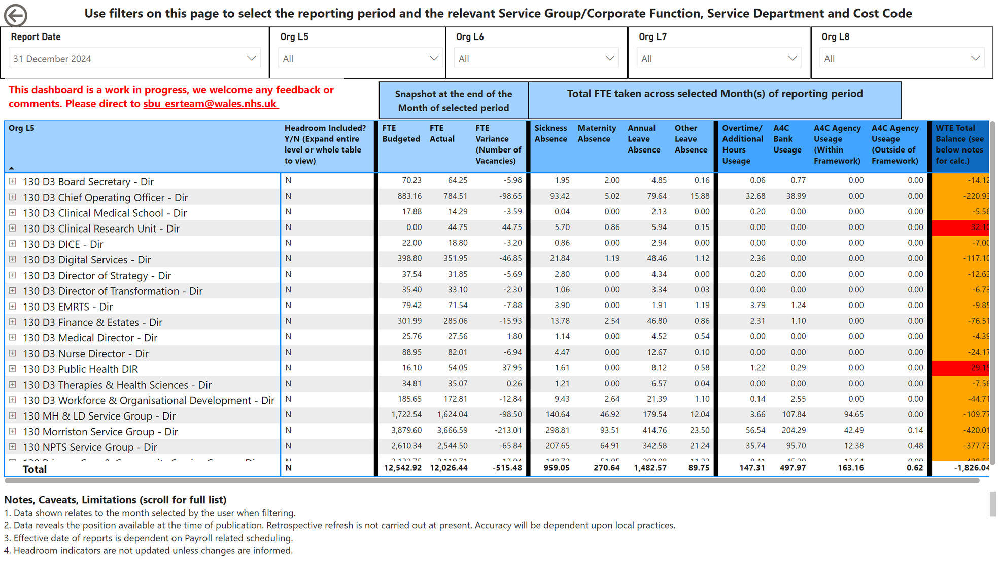 Use filters on this page to select the reporting period and the relevant Service Group/Corporate Function, Service Department and Cost Code
Report Date Org L5 Org L6 Org L7 Org L8
31 December 2024 All All All All
This dashboard is a work in progress, we welcome any feedback or
comments. Please direct to sbu_esrteam@wales.nhs.uk
Snapshot at the end of the
Month of selected period
Total FTE taken across selected Month(s) of reporting period
Org L5
Headroom Included?
Y/N (Expand entire
level or whole table
to view)
FTE
Budgeted
FTE
Actual
FTE
Variance
(Number of
Vacancies)
Sickness
Absence
Maternity
Absence
Annual
Leave
Absence
Other
Leave
Absence
Overtime/
Additional
Hours
Useage
A4C
Bank
Useage
A4C Agency
Useage
(Within
Framework)
A4C Agency
Useage
(Outside of
Framework)
WTE Total
Balance (see
below notes
for calc.)
130 D3 Board Secretary - Dir N 70.23 64.25 -5.98 1.95 2.00 4.85 0.16 0.06 0.77 0.00 0.00 -14.12
130 D3 Chief Operating Officer - Dir N 883.16 784.51 -98.65 93.42 5.02 79.64 15.88 32.68 38.99 0.00 0.00 -220.93
130 D3 Clinical Medical School - Dir N 17.88 14.29 -3.59 0.04 0.00 2.13 0.00 0.20 0.00 0.00 0.00 -5.56
130 D3 Clinical Research Unit - Dir N 0.00 44.75 44.75 5.70 0.86 5.94 0.15 0.00 0.00 0.00 0.00 32.10
130 D3 DICE - Dir N 22.00 18.80 -3.20 0.86 0.00 2.94 0.00 0.00 0.00 0.00 0.00 -7.00
130 D3 Digital Services - Dir N 398.80 351.95 -46.85 21.84 1.19 48.46 1.12 2.36 0.00 0.00 0.00 -117.10
130 D3 Director of Strategy - Dir N 37.54 31.85 -5.69 2.80 0.00 4.34 0.00 0.20 0.00 0.00 0.00 -12.63
130 D3 Director of Transformation - Dir N 35.40 33.10 -2.30 1.06 0.00 3.34 0.03 0.00 0.00 0.00 0.00 -6.73
130 D3 EMRTS - Dir N 79.42 71.54 -7.88 3.90 0.00 1.91 1.19 3.79 1.24 0.00 0.00 -9.85
130 D3 Finance & Estates - Dir N 301.99 285.06 -15.93 13.78 2.54 46.80 0.86 2.31 1.10 0.00 0.00 -76.51
130 D3 Medical Director - Dir N 25.76 27.56 1.80 1.14 0.00 4.52 0.54 0.00 0.00 0.00 0.00 -4.39
130 D3 Nurse Director - Dir N 88.95 82.01 -6.94 4.47 0.00 12.67 0.10 0.00 0.00 0.00 0.00 -24.17
130 D3 Public Health DIR N 16.10 54.05 37.95 1.61 0.00 8.12 0.58 1.22 0.29 0.00 0.00 29.15
130 D3 Therapies & Health Sciences - Dir N 34.81 35.07 0.26 1.21 0.00 6.57 0.04 0.00 0.00 0.00 0.00 -7.56
130 D3 Workforce & Organisational Development - Dir N 185.65 172.81 -12.84 9.43 2.64 21.39 1.10 0.14 2.55 0.00 0.00 -44.71
130 MH & LD Service Group - Dir N 1,722.54 1,624.04 -98.50 140.64 46.92 179.54 12.04 3.66 107.84 94.65 0.00 -109.77
130 Morriston Service Group - Dir N 3,879.60 3,666.59 -213.01 298.81 93.51 414.76 23.50 56.54 204.29 42.49 0.14 -420.01
130 NPTS Service Group - Dir N 2,610.34 2,544.50 -65.84 207.65 64.91 342.58 21.24 35.74 95.70 12.38 0.48 -377.73
Total N 12,542.92 12,026.44 -515.48 959.05 270.64 1,482.57 89.75 147.31 497.97 163.16 0.62 -1,826.04
Notes, Caveats, Limitations (scroll for full list)
1. Data shown relates to the month selected by the user when filtering.
2. Data reveals the position available at the time of publication. Retrospective refresh is not carried out at present. Accuracy will be dependent upon local practices.
3. Effective date of reports is dependent on Payroll related scheduling.
4. Headroom indicators are not updated unless changes are informed.